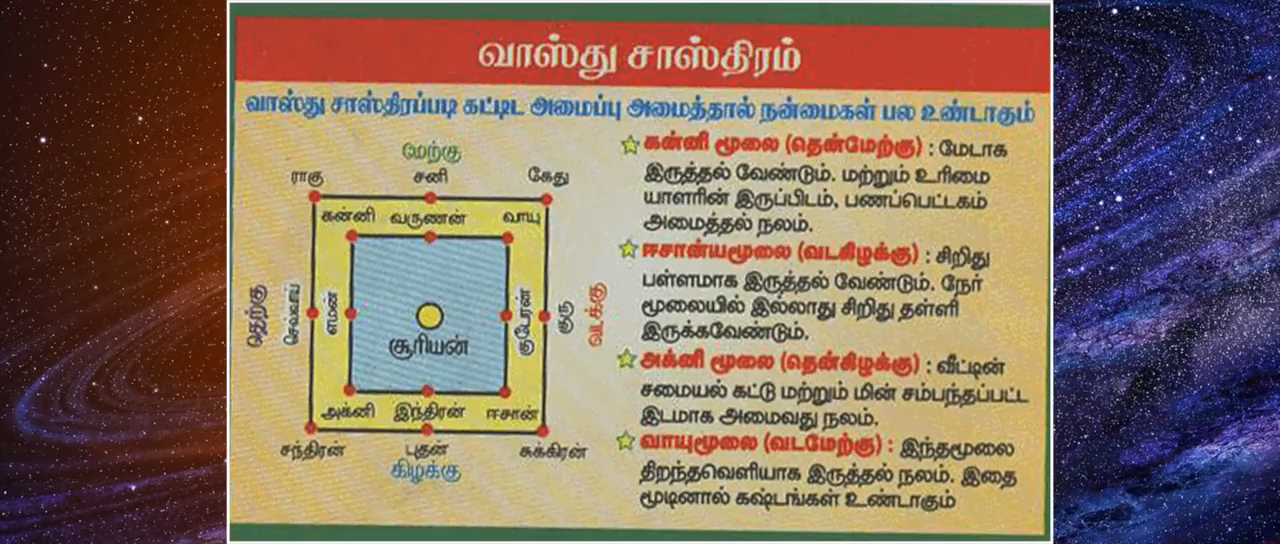 வாஸ்து சாஸ்திரம்
வாஸ்து சாஸ்திரப்படி கட்டிட அமைப்பு அமைத்தால் நன்மைகள் பல உண்டாகும்
மேற்கு
ராகு சனி கேது
கன்னி வருணன் வாயு
தெற்கு செவ்வாய் எமன் சூரியன் குபேரன் குரு வடக்கு
அக்னி இந்திரன் ஈசான்
சந்திரன் புதன் சுக்கிரன்
கிழக்கு
கன்னி மூலை (தென்மேற்கு) : மேடாக
இருத்தல் வேண்டும். மற்றும் உரிமை
யாளரின் இருப்பிடம், பணப்பெட்டகம்
அமைத்தல் நலம்.
ஈசான்யமூலை (வடகிழக்கு) : சிறிது
பள்ளமாக இருத்தல் வேண்டும். நேர்
மூலையில் இல்லாது சிறிது தள்ளி
இருக்கவேண்டும்.
அக்னி மூலை (தென்கிழக்கு) : வீட்டின்
சமையல் கட்டு மற்றும் மின் சம்பந்தப்பட்ட
இடமாக அமைவது நலம்.
வாயுமூலை (வடமேற்கு) : இந்தமூலை
திறந்தவெளியாக இருத்தல் நலம். இதை
மூடினால் கஷ்டங்கள் உண்டாகும்